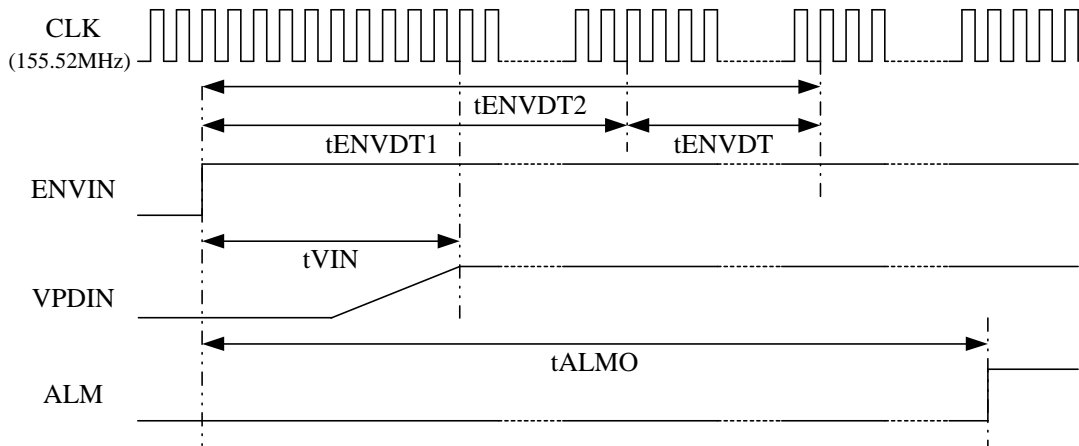 CLK
(155.52MHz)
tENVDT2
tENVDT1
tENVDT
ENVIN
tVIN
VPDIN
tALMO
ALM